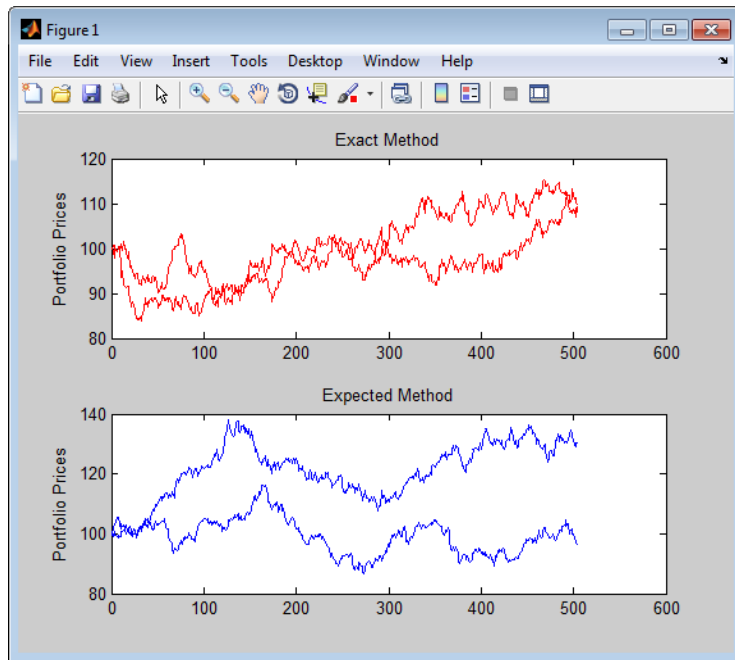 Figure 1
File Edit View Insert Tools Desktop Window Help
Exact Method
Portfolio Prices
120
110
100
90
80
0 100 200 300 400 500 600
Expected Method
Portfolio Prices
140
120
100
80
0 100 200 300 400 500 600